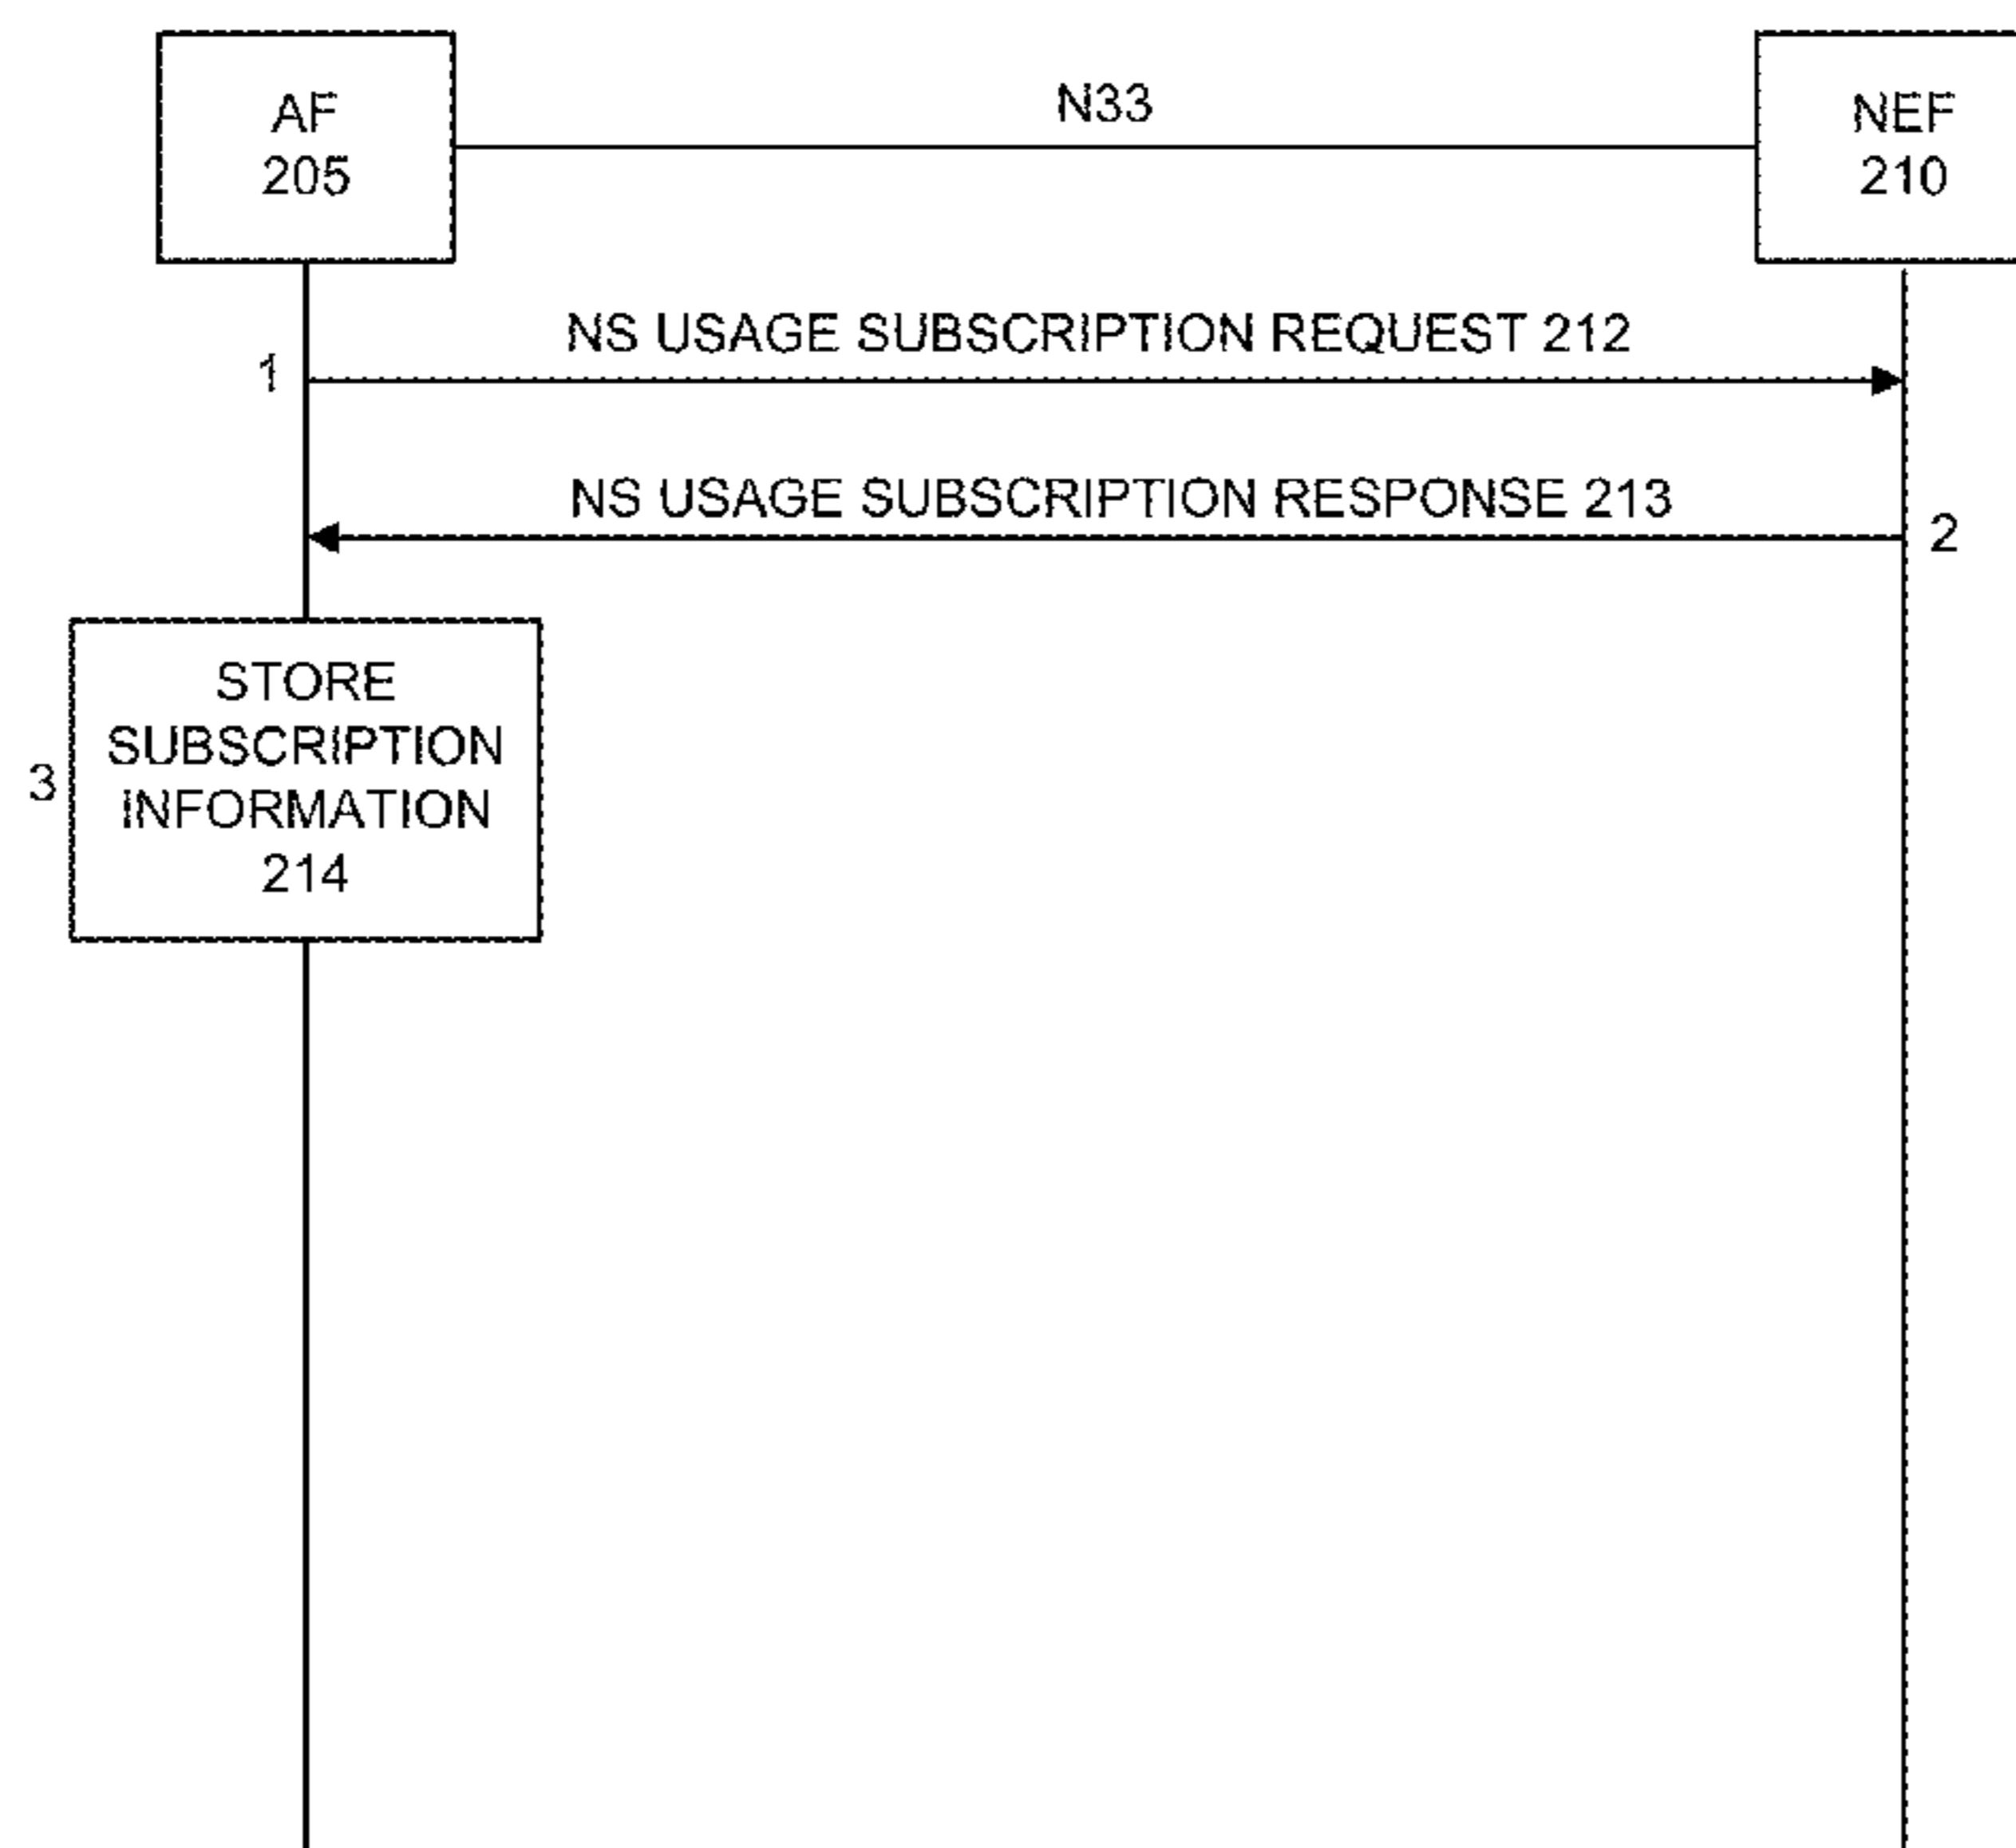 AF
205
N33
NEF
210
NS USAGE SUBSCRIPTION REQUEST 212
1
NS USAGE SUBSCRIPTION RESPONSE 213
2
STORE
SUBSCRIPTION
INFORMATION
214
3